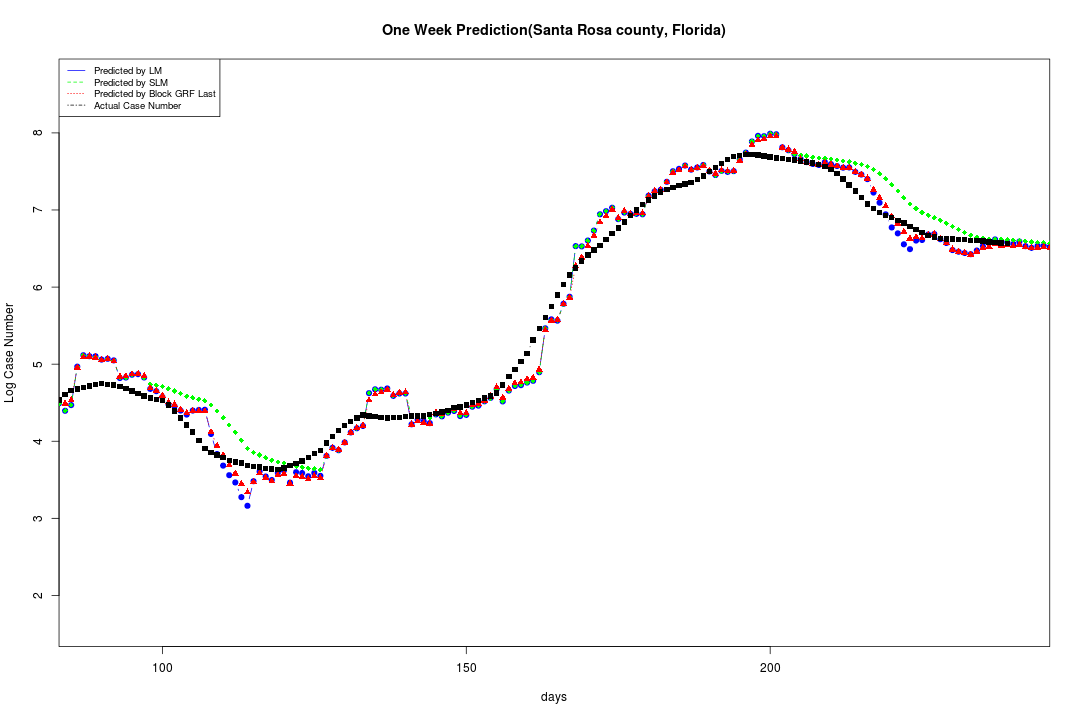 One Week Prediction(Santa Rosa county, Florida)
Predicted by LM
Predicted by SLM
Predicted by Block GRF Last
Actual Case Number
8
7
6
5
4
3
2
Log Case Number
100
150
200
days